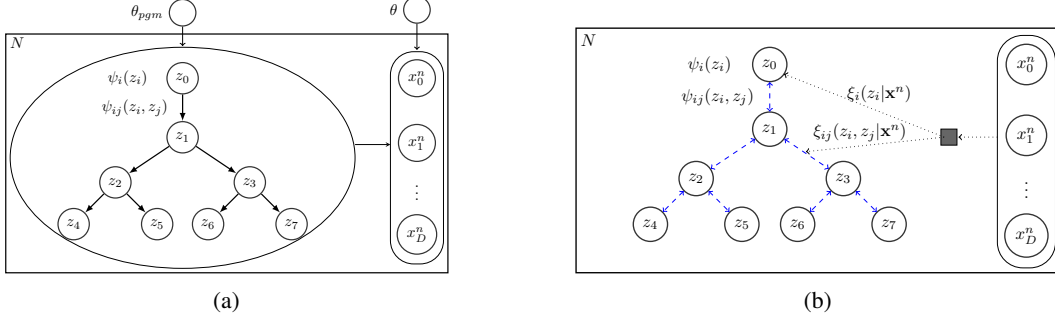 θ_pgm
θ
N
ψ_i(z_i)
z_0
ψ_ij(z_i, z_j)
z_1
z_2
z_3
z_4
z_5
z_6
z_7
x_0^n
x_1^n
⋮
x_D^n
(a)
N
ψ_i(z_i)
z_0
ψ_ij(z_i, z_j)
z_1
z_2
z_3
z_4
z_5
z_6
z_7
ξ_i(z_i|𝐱^n)
ξ_ij(z_i, z_j|𝐱^n)
x_0^n
x_1^n
⋮
x_D^n
(b)